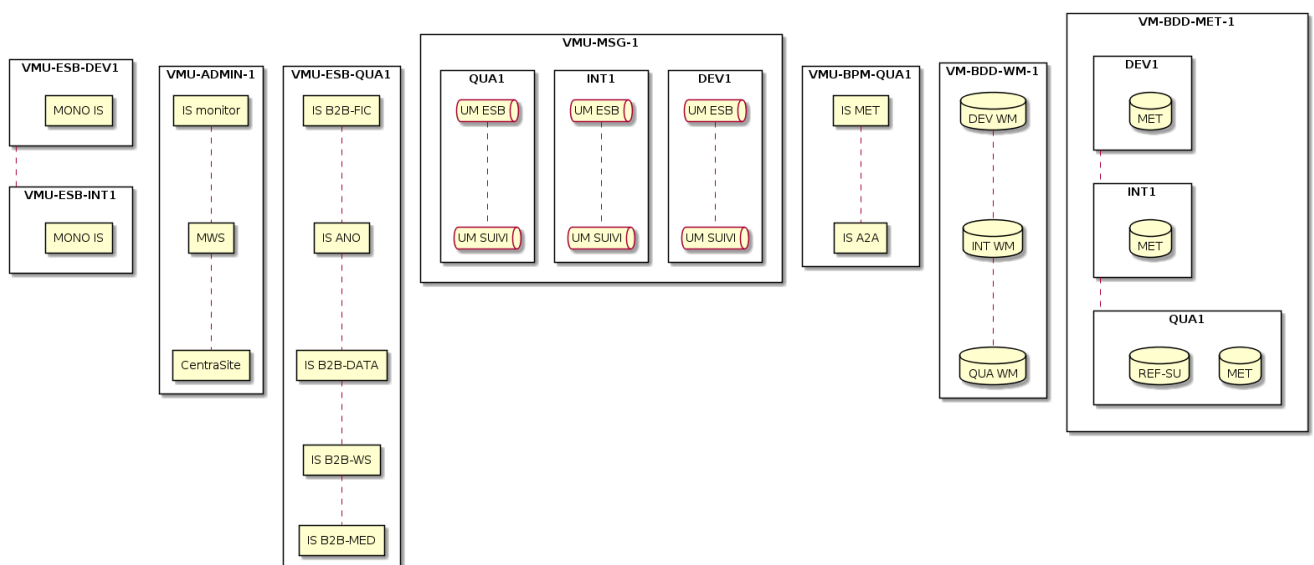 VMU-ESB-DEV1
MONO IS
VMU-ESB-INT1
MONO IS
VMU-ADMIN-1
IS monitor
MWS
CentraSite
VMU-ESB-QUA1
IS B2B-FIC
IS ANO
IS B2B-DATA
IS B2B-WS
IS B2B-MED
VMU-MSG-1
QUA1
UM ESB
UM SUIVI
INT1
UM ESB
UM SUIVI
DEV1
UM ESB
UM SUIVI
VMU-BPM-QUA1
IS MET
IS A2A
VM-BDD-WM-1
DEV WM
INT WM
QUA WM
VM-BDD-MET-1
DEV1
MET
INT1
MET
QUA1
REF-SU
MET